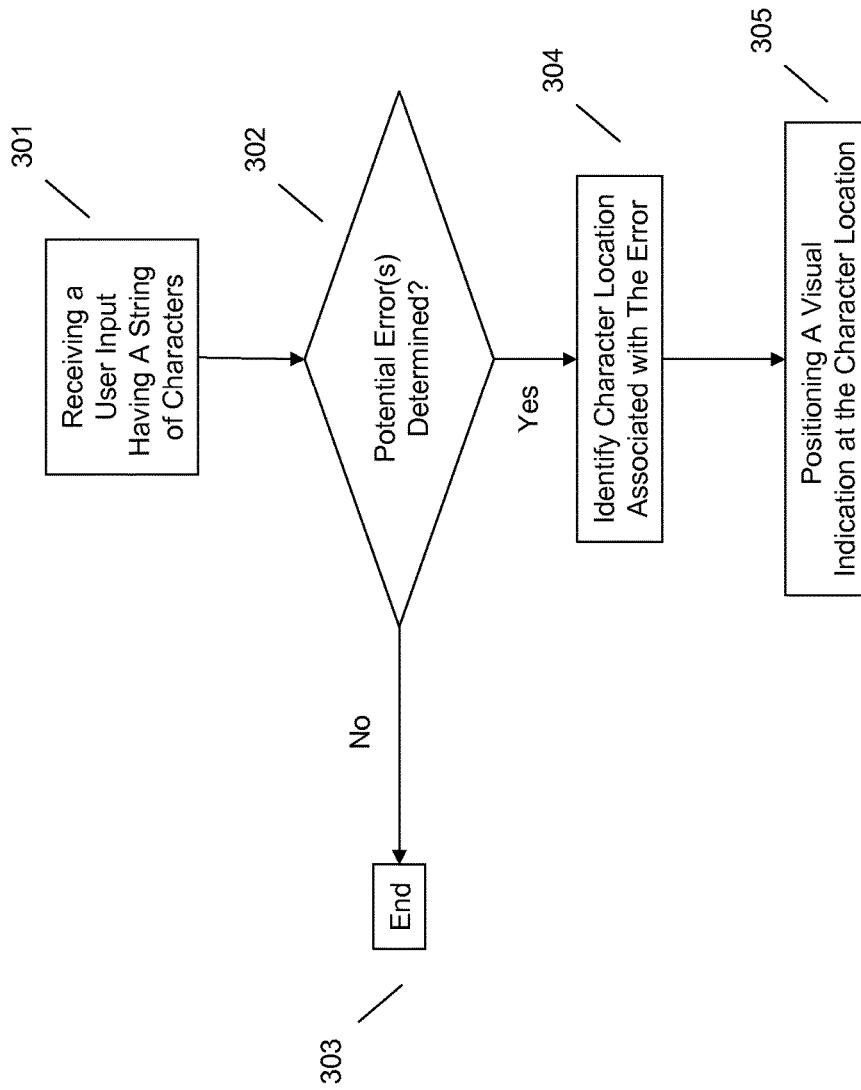 301
Receiving a
User Input
Having A String
of Characters
302
Potential Error(s)
Determined?
No
End
303
Yes
304
Identify Character Location
Associated with The Error
305
Positioning A Visual
Indication at the Character Location